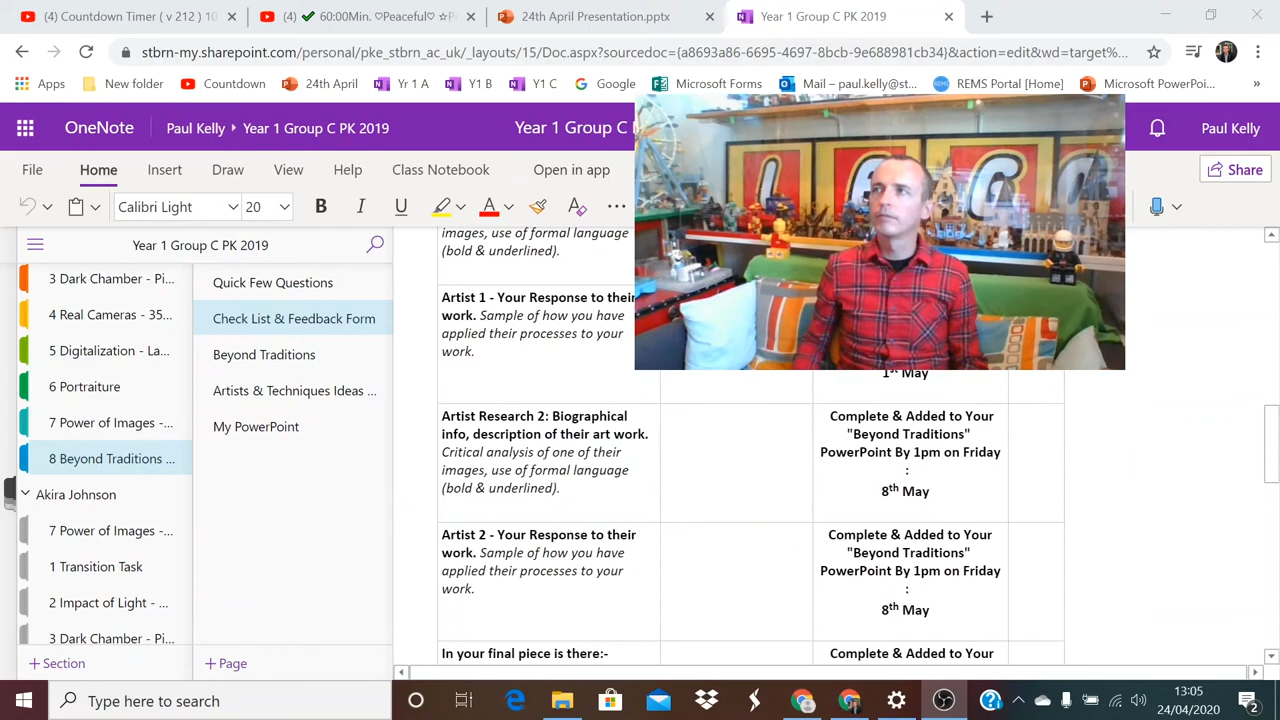 (4) Countdown Timer ( v 212 ) 10
(4) ✔ 60:00Min. ♡Peaceful♡ ☆P
24th April Presentation.pptx
Year 1 Group C PK 2019
stbrn-my.sharepoint.com/personal/pke_stbrn_ac_uk/_layouts/15/Doc.aspx?sourcedoc={a8693a86-6695-4697-8bcb-9e688981cb34}&action=edit&wd=target%...
Apps New folder Countdown 24th April Yr 1 A Y1 B Y1 C Google Microsoft Forms Mail – paul.kelly@st... REMS Portal [Home] Microsoft PowerPoi... »
OneNote Paul Kelly Year 1 Group C PK 2019 Year 1 Group C Paul Kelly
File Home Insert Draw View Help Class Notebook Open in app Share
Calibri Light 20 B I U A
Year 1 Group C PK 2019
3 Dark Chamber - Pi...
4 Real Cameras - 35...
5 Digitalization - La...
6 Portraiture
7 Power of Images -...
8 Beyond Traditions ...
Akira Johnson
7 Power of Images -...
1 Transition Task
2 Impact of Light - ...
3 Dark Chamber - Pi...
+ Section
Quick Few Questions
Check List & Feedback Form
Beyond Traditions
Artists & Techniques Ideas ...
My PowerPoint
+ Page
images, use of formal language
(bold & underlined).
Artist 1 - Your Response to their
work. Sample of how you have
applied their processes to your
work.
1st May
Artist Research 2: Biographical
info, description of their art work.
Critical analysis of one of their
images, use of formal language
(bold & underlined).
Complete & Added to Your
"Beyond Traditions"
PowerPoint By 1pm on Friday
:
8th May
Artist 2 - Your Response to their
work. Sample of how you have
applied their processes to your
work.
Complete & Added to Your
"Beyond Traditions"
PowerPoint By 1pm on Friday
:
8th May
In your final piece is there:-
Complete & Added to Your
Type here to search
13:05
24/04/2020
2